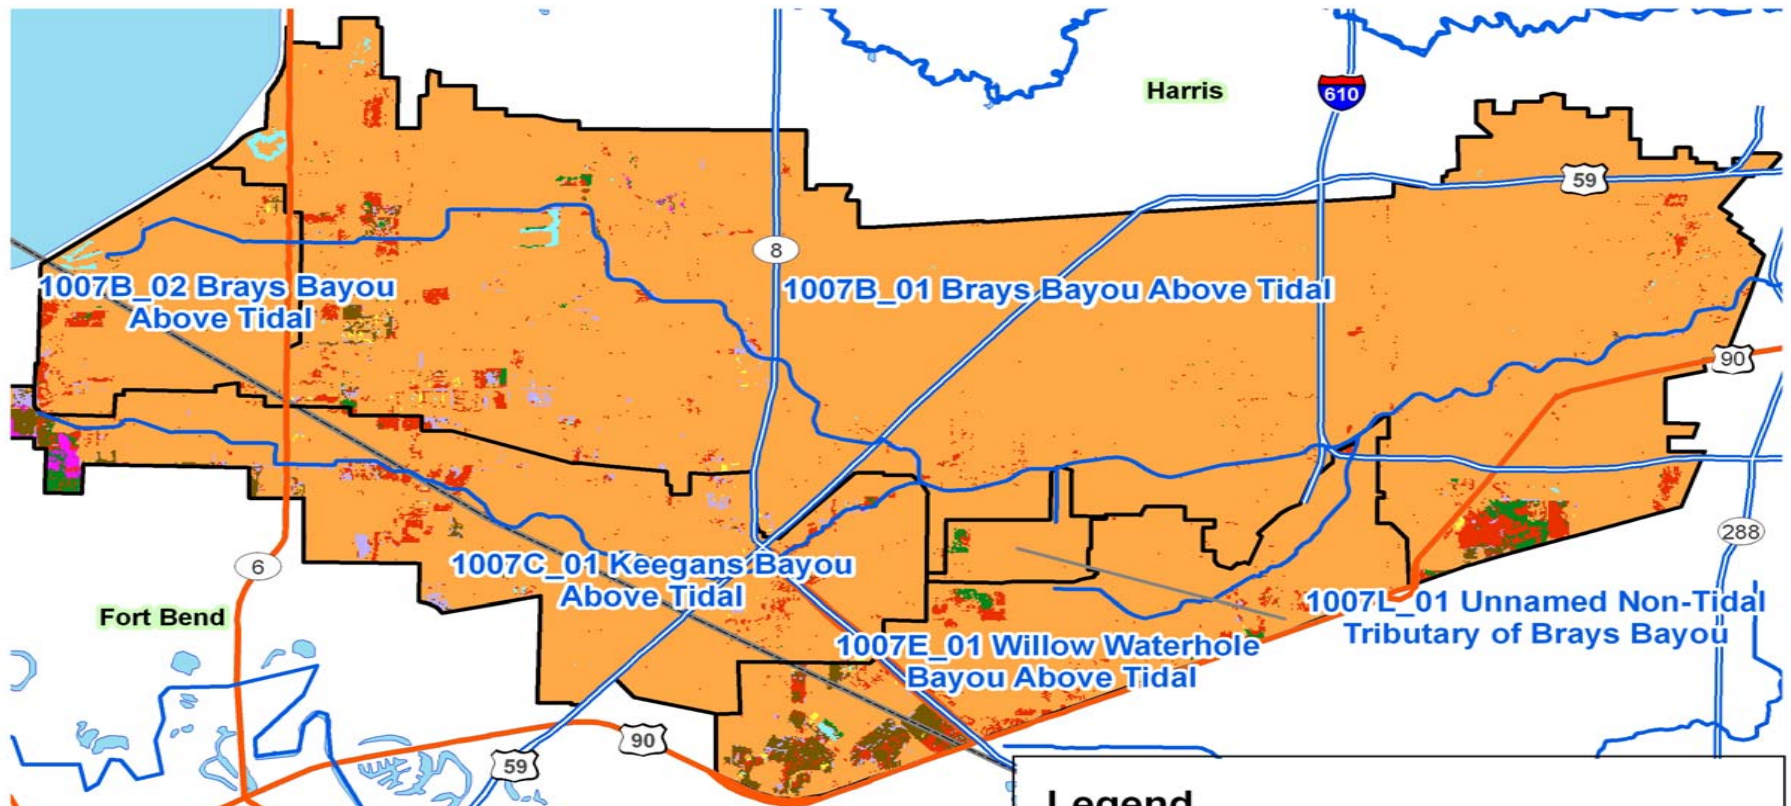 Harris
610
59
8
1007B_02 Brays Bayou
Above Tidal
1007B_01 Brays Bayou Above Tidal
90
288
6
1007C_01 Keegans Bayou
Above Tidal
Fort Bend
1007L_01 Unnamed Non-Tidal
Tributary of Brays Bayou
1007E_01 Willow Waterhole
Bayou Above Tidal
90
59
Legend